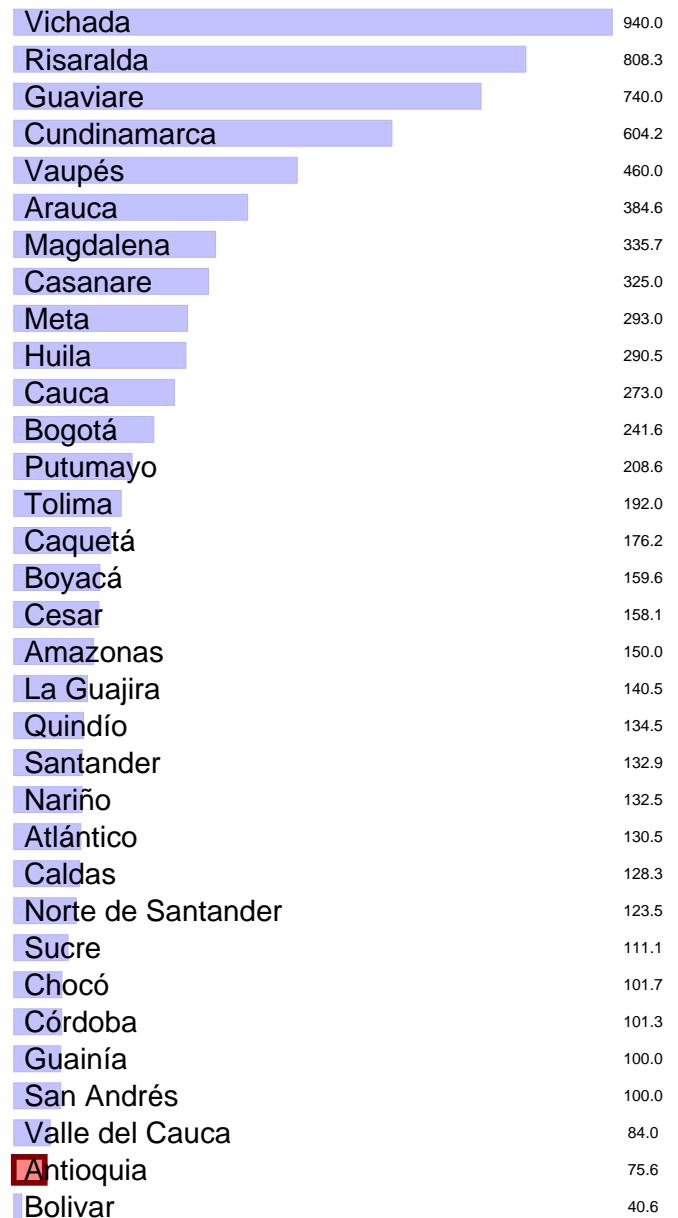 Vichada 940.0
Risaralda 808.3
Guaviare 740.0
Cundinamarca 604.2
Vaupés 460.0
Arauca 384.6
Magdalena 335.7
Casanare 325.0
Meta 293.0
Huila 290.5
Cauca 273.0
Bogotá 241.6
Putumayo 208.6
Tolima 192.0
Caquetá 176.2
Boyacá 159.6
Cesar 158.1
Amazonas 150.0
La Guajira 140.5
Quindío 134.5
Santander 132.9
Nariño 132.5
Atlántico 130.5
Caldas 128.3
Norte de Santander 123.5
Sucre 111.1
Chocó 101.7
Córdoba 101.3
Guainía 100.0
San Andrés 100.0
Valle del Cauca 84.0
Antioquia 75.6
Bolivar 40.6